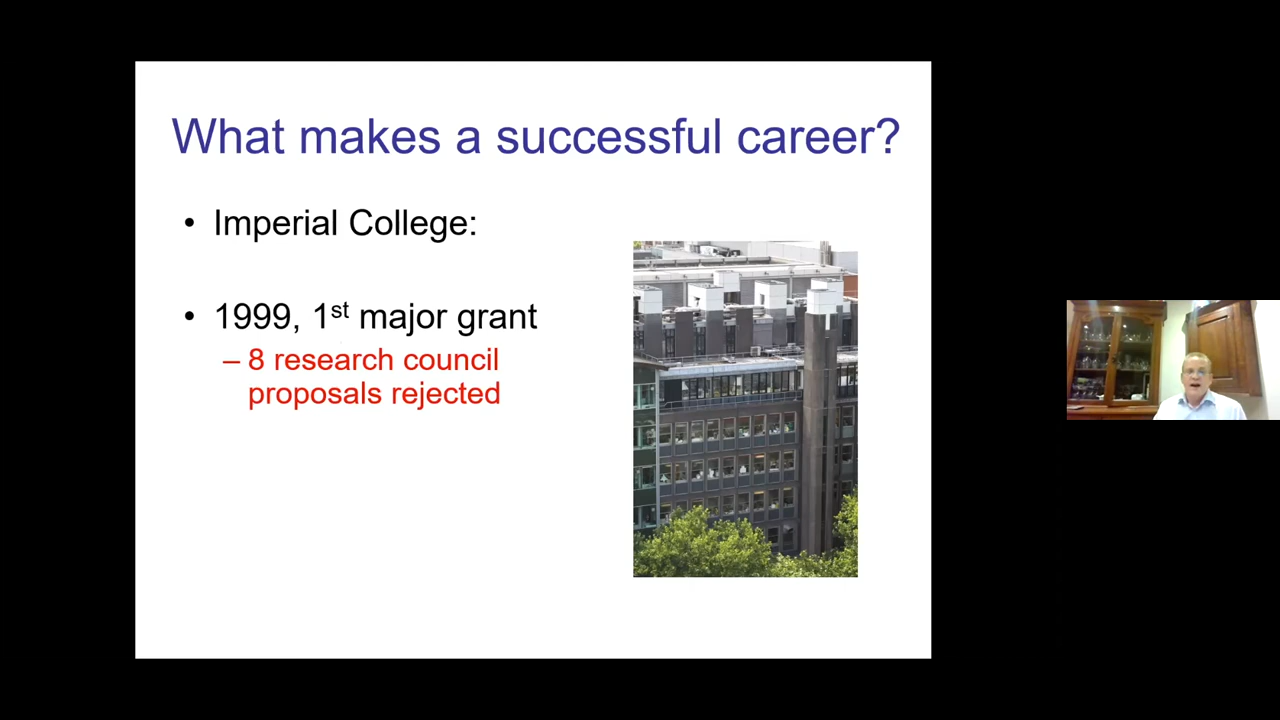 What makes a successful career?
• Imperial College:
• 1999, 1st major grant
– 8 research council
proposals rejected